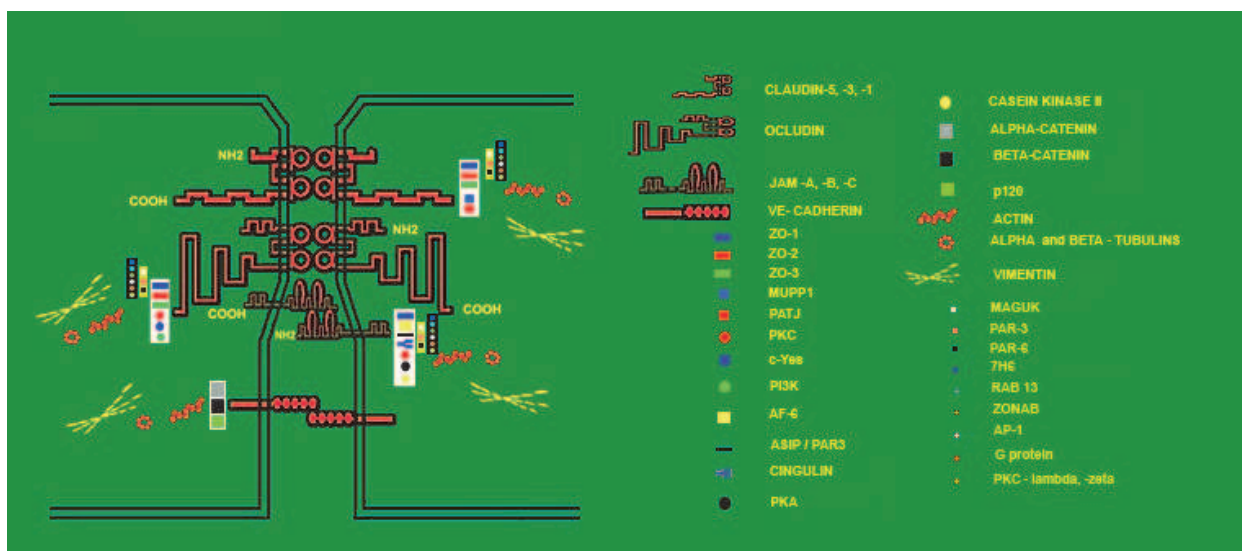 NH2
COOH
NH2
COOH
COOH
NH2
CLAUDIN-5, -3, -1
OCLUDIN
JAM -A, -B, -C
VE- CADHERIN
ZO-1
ZO-2
ZO-3
MUPP1
PATJ
PKC
c-Yes
PI3K
AF-6
ASIP / PAR3
CINGULIN
PKA
CASEIN KINASE II
ALPHA-CATENIN
BETA-CATENIN
p120
ACTIN
ALPHA and BETA - TUBULINS
VIMENTIN
MAGUK
PAR-3
PAR-6
7H6
RAB 13
ZONAB
AP-1
G protein
PKC - lambda, -zeta